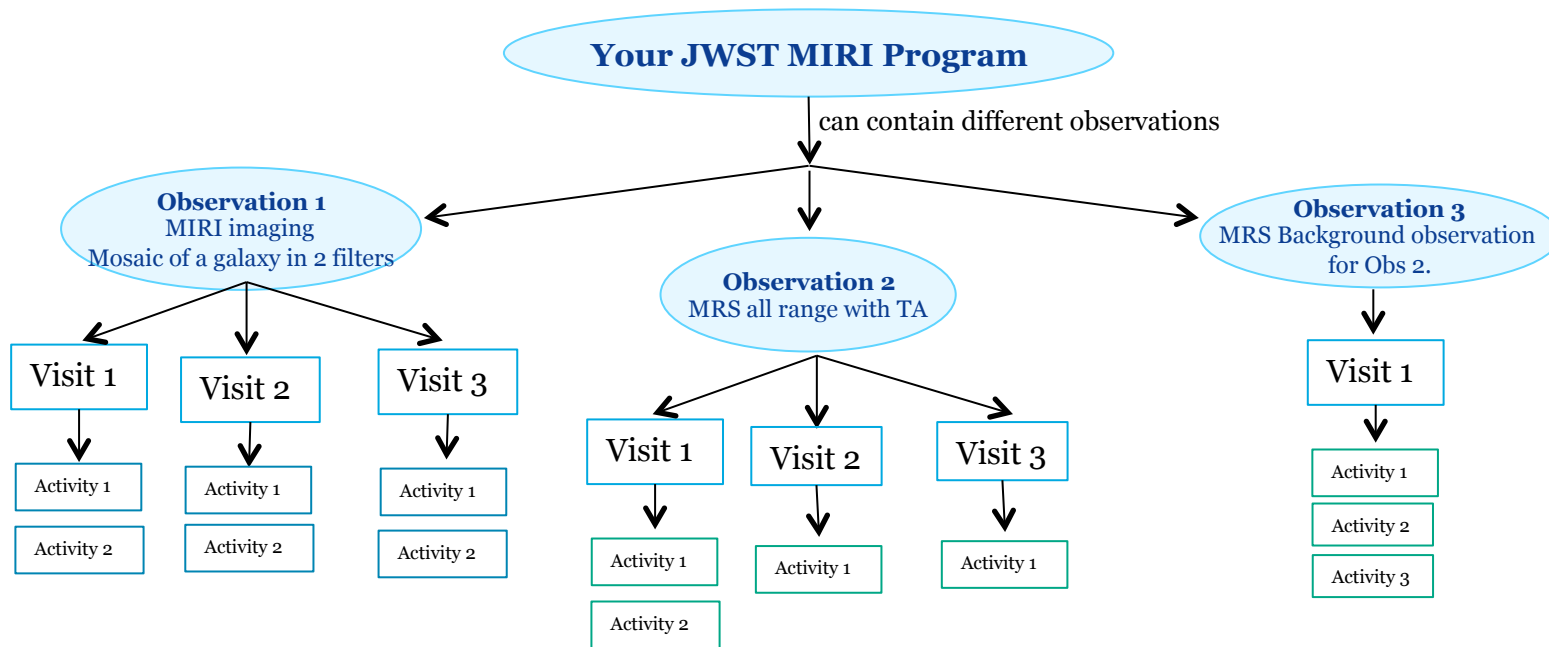 Your JWST MIRI Program
can contain different observations
Observation 1
MIRI imaging
Mosaic of a galaxy in 2 filters
Visit 1
Activity 1
Activity 2
Visit 2
Activity 1
Activity 2
Visit 3
Activity 1
Activity 2
Observation 2
MRS all range with TA
Visit 1
Activity 1
Activity 2
Visit 2
Activity 1
Visit 3
Activity 1
Observation 3
MRS Background observation
for Obs 2.
Visit 1
Activity 1
Activity 2
Activity 3